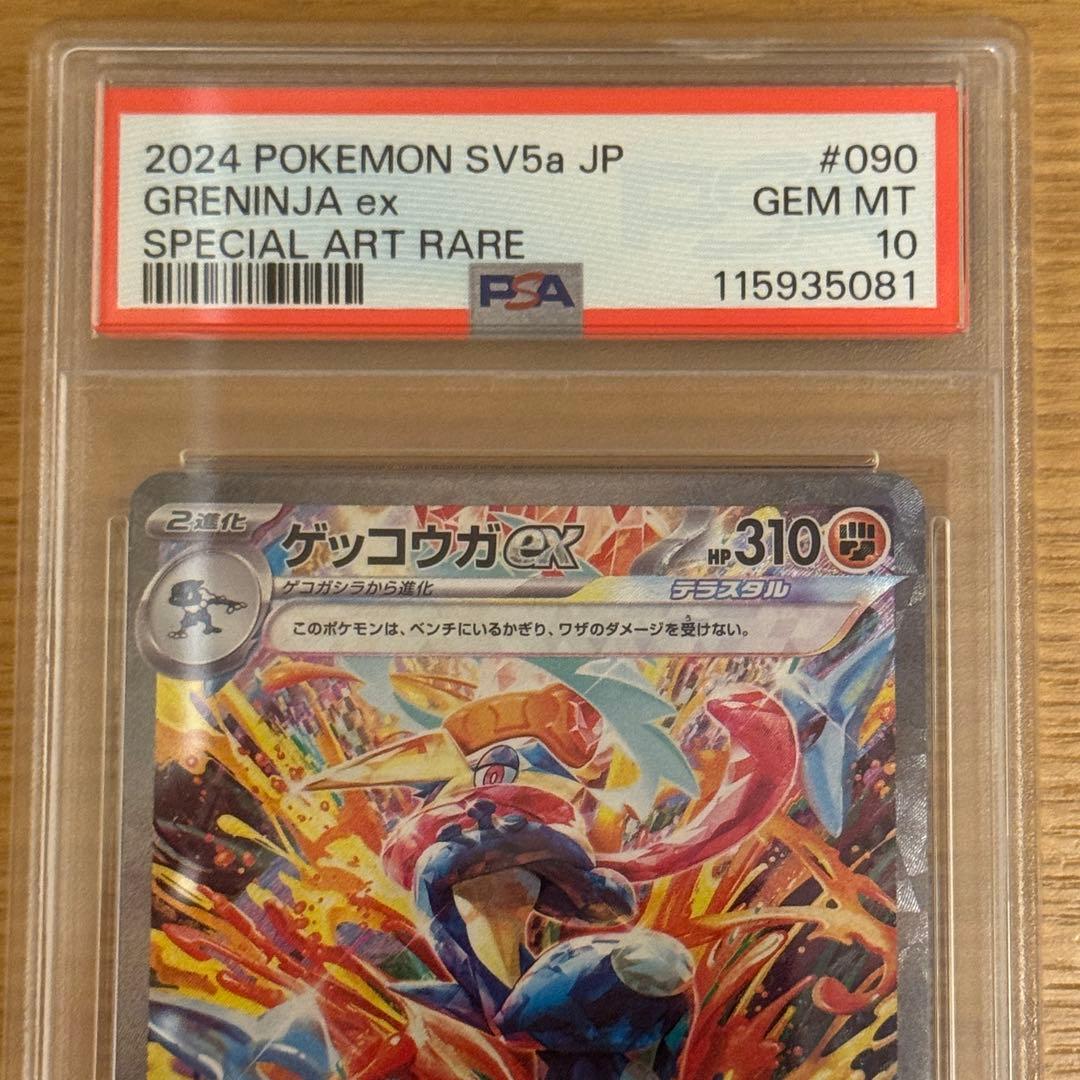 2024 POKEMON SV5a JP #090
GRENINJA ex GEM MT
SPECIAL ART RARE 10
PSA 115935081
2進化 ゲッコウガex HP310
ゲコガシラから進化 テラスタル
このポケモンは、ベンチにいるかぎり、ワザのダメージを受けない。